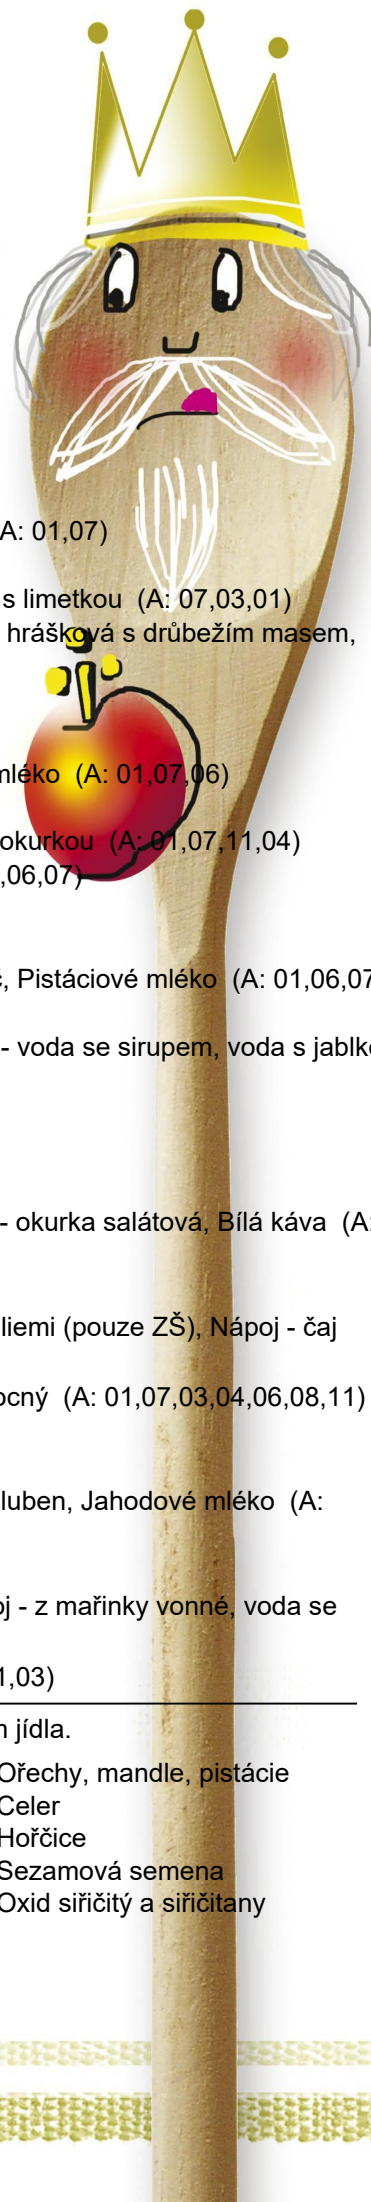 A: 01,07)
s limetkou (A: 07,03,01)
hrášková s drůbežím masem,
mléko (A: 01,07,06)
okurkou (A: 01,07,11,04)
,06,07)
, Pistáciové mléko (A: 01,06,07
- voda se sirupem, voda s jablk
- okurka salátová, Bílá káva (A:
liemi (pouze ZŠ), Nápoj - čaj
ocný (A: 01,07,03,04,06,08,11)
luben, Jahodové mléko (A:
oj - z mařinky vonné, voda se
1,03)
jídla.
Ořechy, mandle, pistácie
Celer
Hořčice
Sezamová semena
Oxid siřičitý a siřičitany